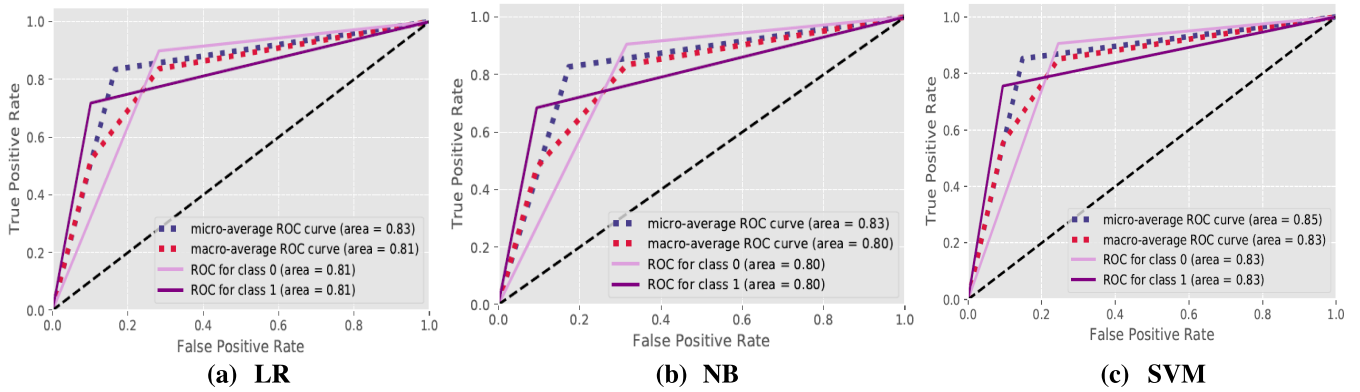 1.0
0.8
0.6
0.4
0.2
0.0
True Positive Rate
micro-average ROC curve (area = 0.83)
macro-average ROC curve (area = 0.81)
ROC for class 0 (area = 0.81)
ROC for class 1 (area = 0.81)
0.0 0.2 0.4 0.6 0.8 1.0
False Positive Rate
(a) LR
1.0
0.8
0.6
0.4
0.2
0.0
True Positive Rate
micro-average ROC curve (area = 0.83)
macro-average ROC curve (area = 0.80)
ROC for class 0 (area = 0.80)
ROC for class 1 (area = 0.80)
0.0 0.2 0.4 0.6 0.8 1.0
False Positive Rate
(b) NB
1.0
0.8
0.6
0.4
0.2
0.0
True Positive Rate
micro-average ROC curve (area = 0.85)
macro-average ROC curve (area = 0.83)
ROC for class 0 (area = 0.83)
ROC for class 1 (area = 0.83)
0.0 0.2 0.4 0.6 0.8 1.0
False Positive Rate
(c) SVM